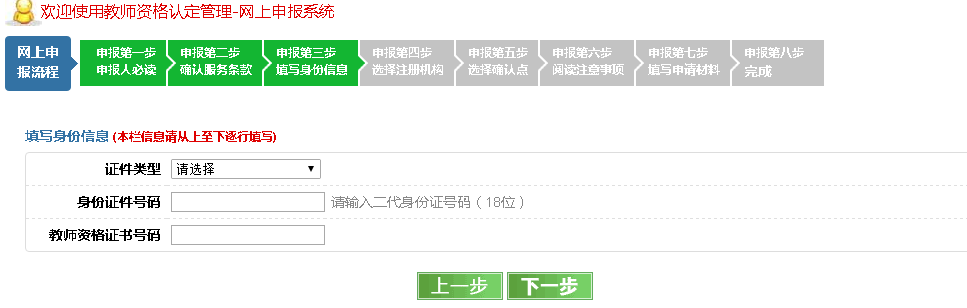 欢迎使用教师资格认定管理-网上申报系统
网上申
报流程
申报第一步
申报人必读
申报第二步
确认服务条款
申报第三步
填写身份信息
申报第四步
选择注册机构
申报第五步
选择确认点
申报第六步
阅读注意事项
申报第七步
填写申请材料
申报第八步
完成
填写身份信息 (本栏信息请从上至下逐行填写)
证件类型 请选择
身份证件号码 请输入二代身份证号码（18位）
教师资格证书号码
上一步 下一步